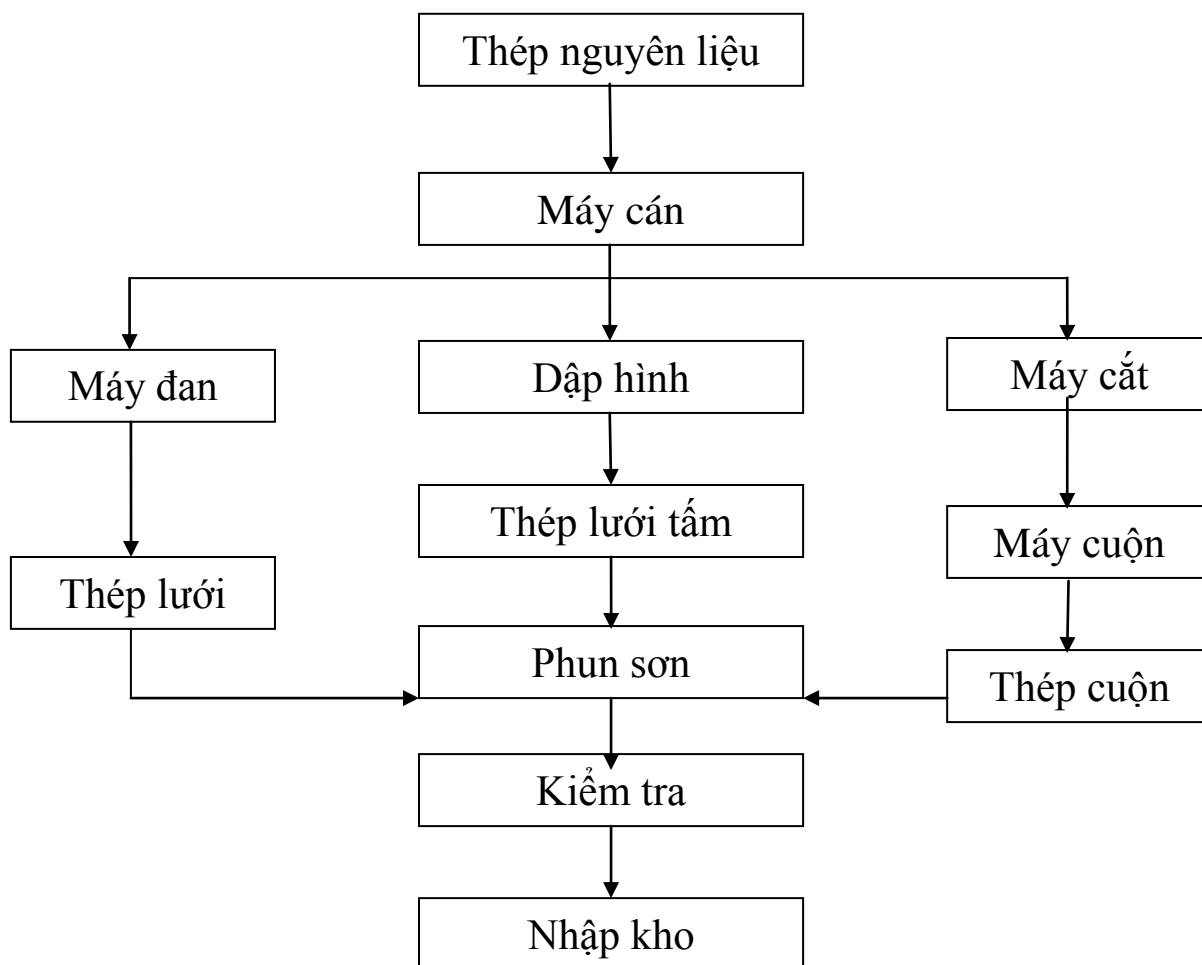 Thép nguyên liệu
Máy cán
Máy đan
Dập hình
Máy cắt
Thép lưới tấm
Máy cuộn
Thép lưới
Phun sơn
Thép cuộn
Kiểm tra
Nhập kho